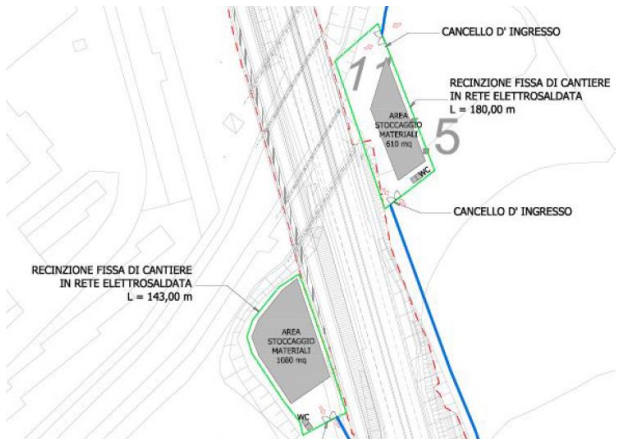 CANCELLO D' INGRESSO
11
RECINZIONE FISSA DI CANTIERE
IN RETE ELETTROSALDATA
L = 180,00 m
AREA
STOCCAGGIO
MATERIALI
610 mq
5
WC
CANCELLO D' INGRESSO
RECINZIONE FISSA DI CANTIERE
IN RETE ELETTROSALDATA
L = 143,00 m
AREA
STOCCAGGIO
MATERIALI
1080 mq
WC